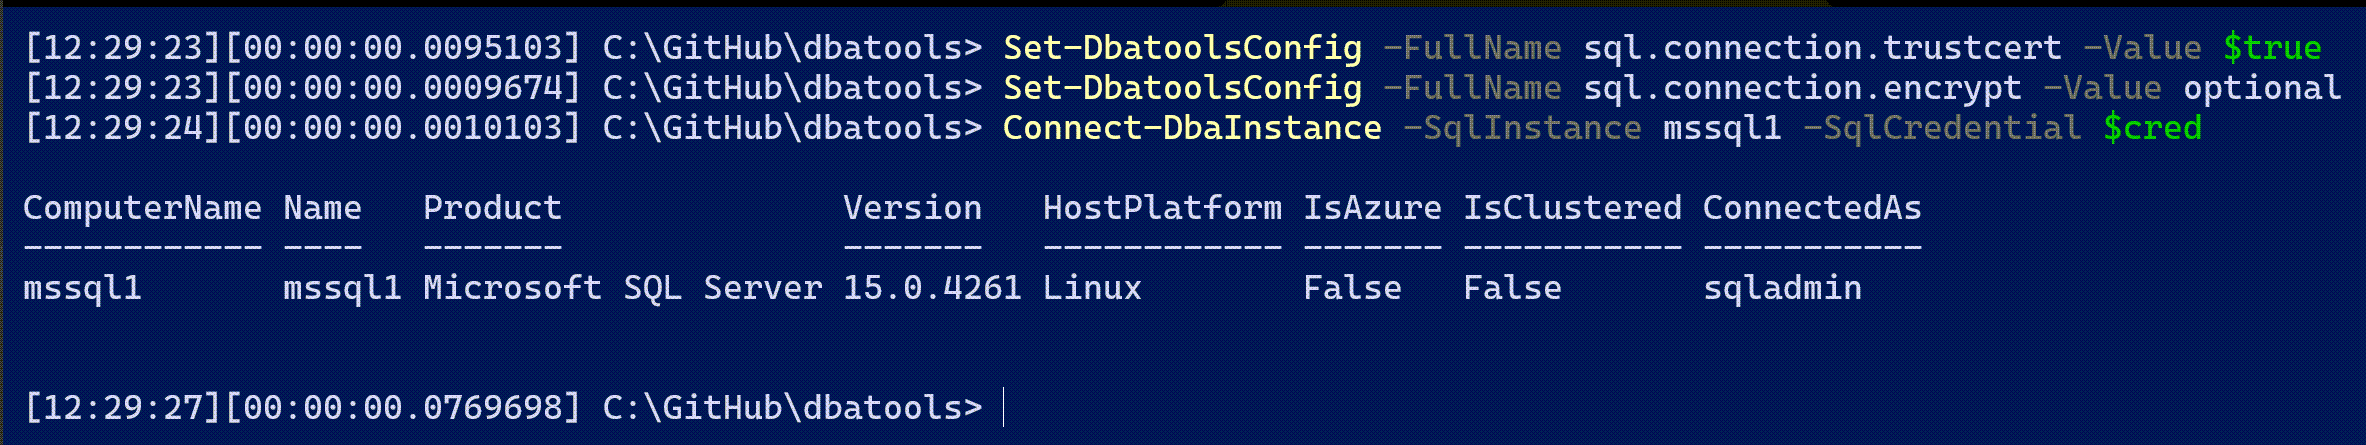 [12:29:23][00:00:00.0095103] C:\GitHub\dbatools> Set-DbatoolsConfig -FullName sql.connection.trustcert -Value $true
[12:29:23][00:00:00.0009674] C:\GitHub\dbatools> Set-DbatoolsConfig -FullName sql.connection.encrypt -Value optional
[12:29:24][00:00:00.0010103] C:\GitHub\dbatools> Connect-DbaInstance -SqlInstance mssql1 -SqlCredential $cred
ComputerName Name   Product              Version   HostPlatform IsAzure IsClustered ConnectedAs
------------ ----   -------              -------   ------------ ------- ----------- -----------
mssql1       mssql1 Microsoft SQL Server 15.0.4261 Linux        False   False       sqladmin
[12:29:27][00:00:00.0769698] C:\GitHub\dbatools>